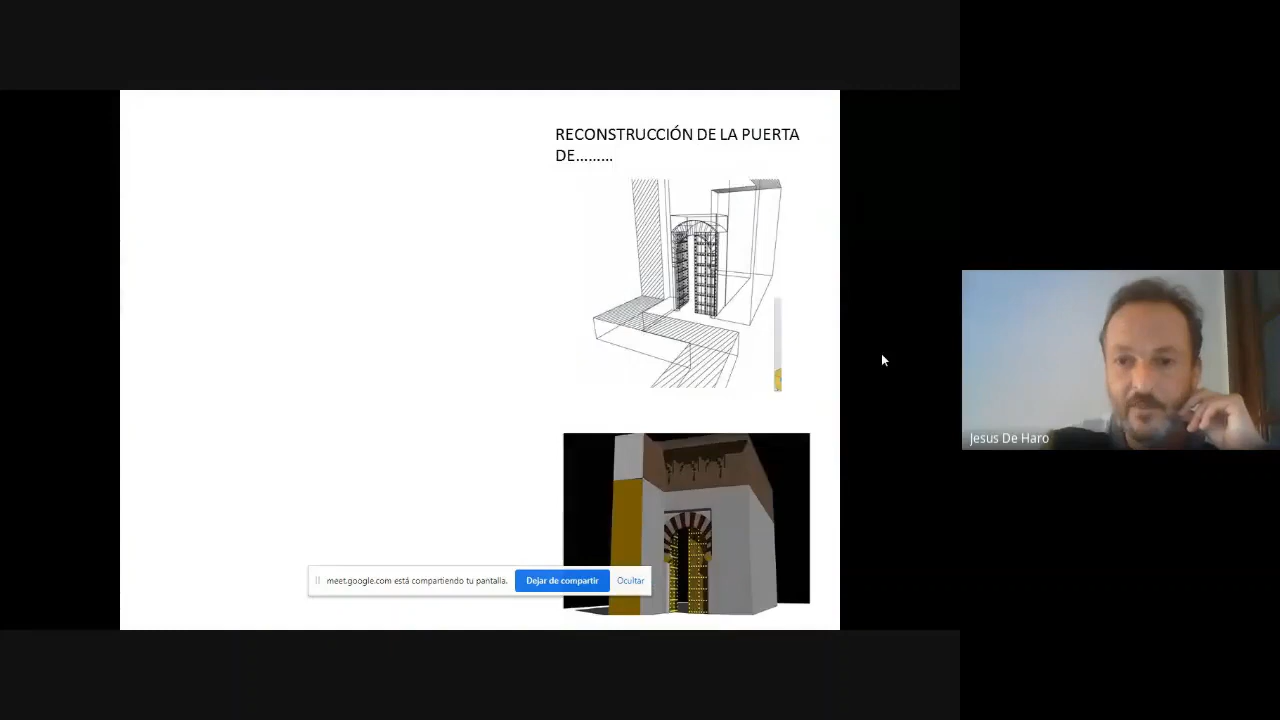 RECONSTRUCCIÓN DE LA PUERTA
DE.........
meet.google.com está compartiendo tu pantalla. Dejar de compartir Ocultar
Jesus De Haro